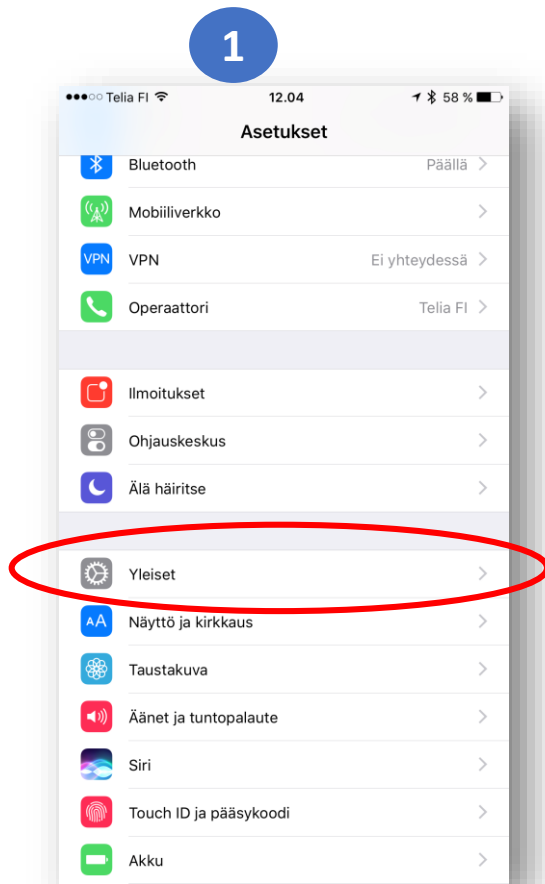 1
Telia FI 12.04 58 %
Asetukset
Bluetooth Päällä
Mobiiliverkko
VPN VPN Ei yhteydessä
Operaattori Telia FI
Ilmoitukset
Ohjauskeskus
Älä häiritse
Yleiset
AA Näyttö ja kirkkaus
Taustakuva
Äänet ja tuntopalaute
Siri
Touch ID ja pääsykoodi
Akku